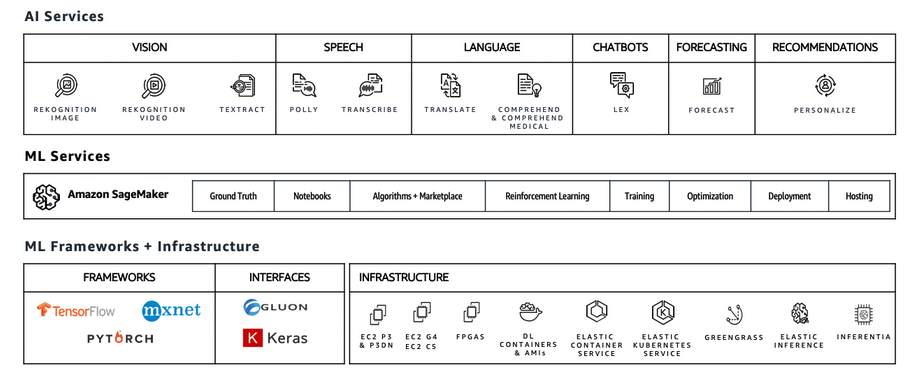 AI Services
VISION
SPEECH
LANGUAGE
CHATBOTS
FORECASTING
RECOMMENDATIONS
REKOGNITION
IMAGE
REKOGNITION
VIDEO
TEXTRACT
POLLY
TRANSCRIBE
TRANSLATE
COMPREHEND
& COMPREHEND
MEDICAL
LEX
FORECAST
PERSONALIZE
ML Services
Amazon SageMaker
Ground Truth
Notebooks
Algorithms + Marketplace
Reinforcement Learning
Training
Optimization
Deployment
Hosting
ML Frameworks + Infrastructure
FRAMEWORKS
INTERFACES
INFRASTRUCTURE
TensorFlow
mxnet
PYTORCH
GLUON
K Keras
EC2 P3
& P3DN
EC2 G4
EC2 C5
FPGAS
DL
CONTAINERS
& AMIs
ELASTIC
CONTAINER
SERVICE
ELASTIC
KUBERNETES
SERVICE
GREENGRASS
ELASTIC
INFERENCE
INFERENTIA